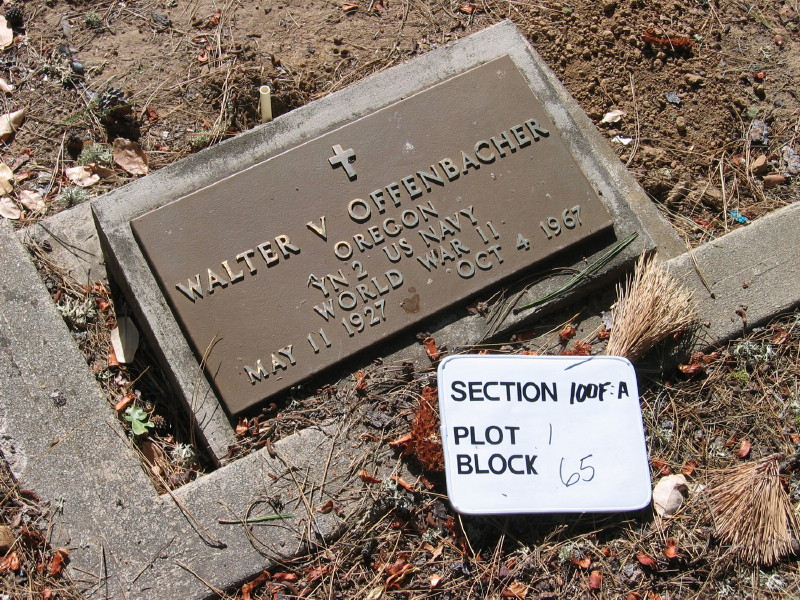 WALTER V OFFENBACHER
OREGON
YN2 US NAVY
WORLD WAR II
MAY 11 1927 OCT 4 1967
SECTION 100F:A
PLOT 1
BLOCK 65